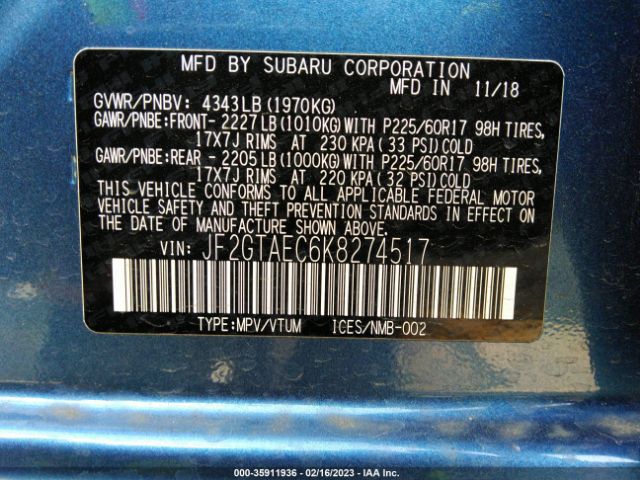 MFD BY SUBARU CORPORATION
MFD IN 11/18
GVWR/PNBV: 4343LB(1970KG)
GAWR/PNBE:FRONT- 2227LB(1010KG)WITH P225/60R17 98H TIRES,
17X7J RIMS AT 230 KPA(33 PSI)COLD
GAWR/PNBE:REAR - 2205LB(1000KG)WITH P225/60R17 98H TIRES,
17X7J RIMS AT 220 KPA(32 PSI)COLD
THIS VEHICLE CONFORMS TO ALL APPLICABLE FEDERAL MOTOR
VEHICLE SAFETY AND THEFT PREVENTION STANDARDS IN EFFECT ON
THE DATE OF MANUFACTURE SHOWN ABOVE.
VIN: JF2GTAEC6K8274517
TYPE:MPV/VTUM ICES/NMB-002
000-35911936 - 02/16/2023 - IAA Inc.